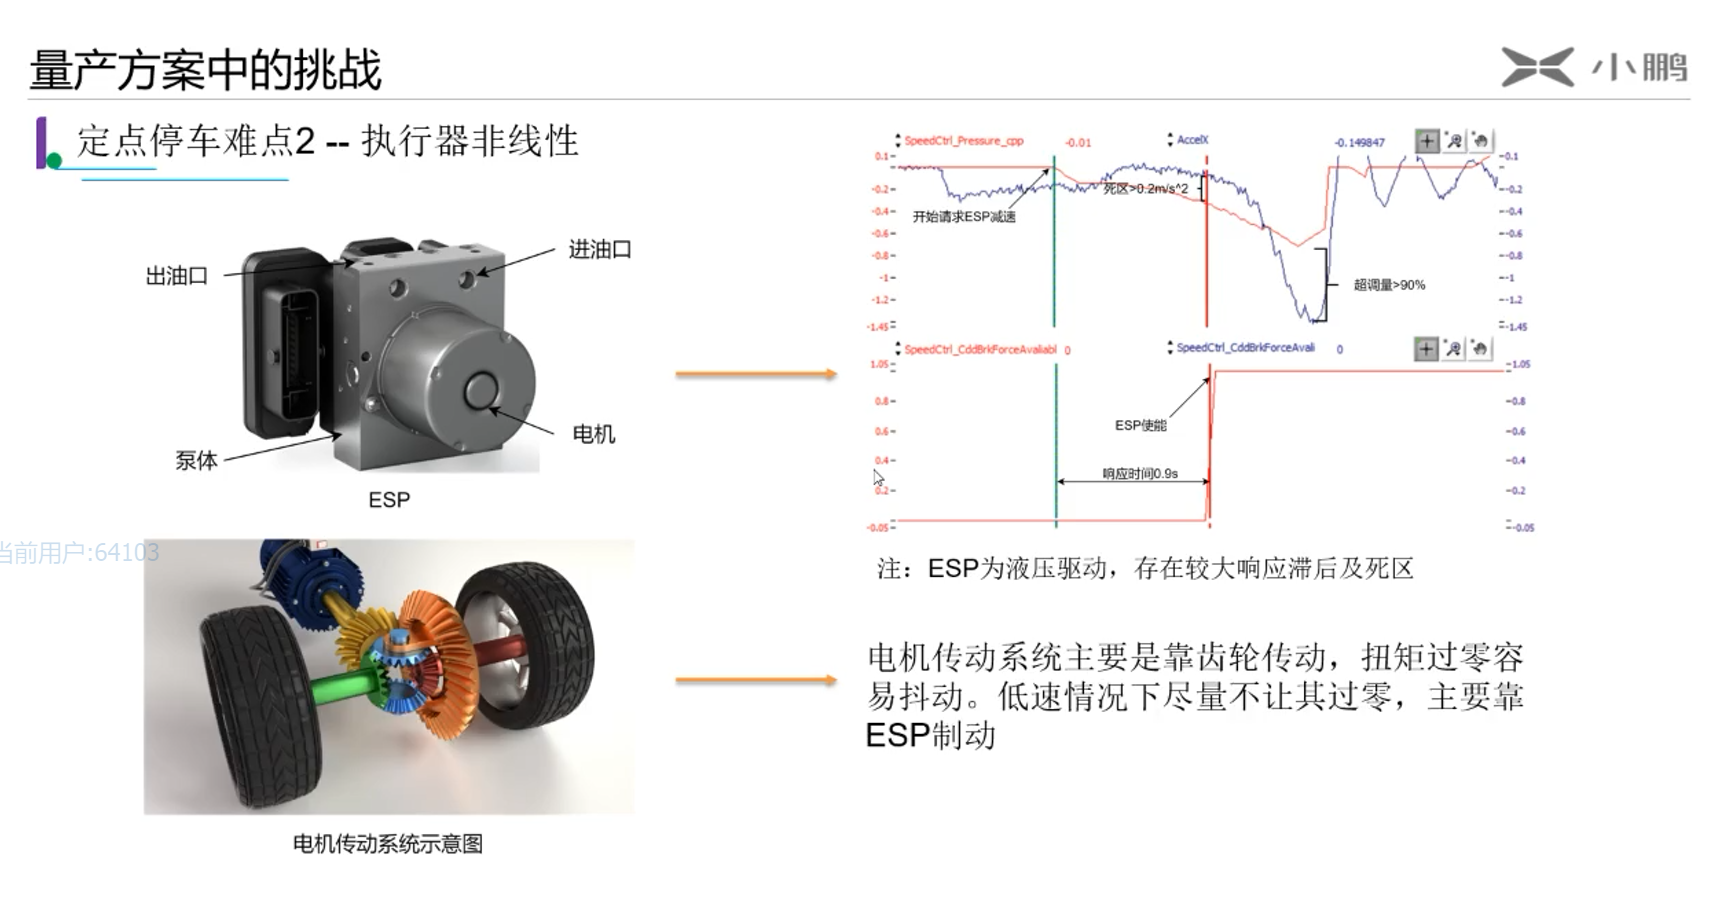 量产方案中的挑战
小鹏
定点停车难点2 -- 执行器非线性
出油口
进油口
电机
泵体
ESP
SpeedCtrl_Pressure_cpp -0.01 AccelX -0.149847
0.1 -0.1
死区>0.2m/s^2
-0.2 -0.2
开始请求ESP减速
-0.4 -0.4
-0.6 -0.6
-0.8 -0.8
超调量>90%
-1 -1
-1.2 -1.2
-1.45 -1.45
SpeedCtrl_CddBrkForceAvaliabl 0 SpeedCtrl_CddBrkForceAvali 0
1.05 -1.05
0.8 -0.8
ESP使能
0.6 -0.6
0.4 -0.4
响应时间0.9s
0.2 -0.2
-0.05 -0.05
注：ESP为液压驱动，存在较大响应滞后及死区
当前用户:64103
电机传动系统主要是靠齿轮传动，扭矩过零容
易抖动。低速情况下尽量不让其过零，主要靠
ESP制动
电机传动系统示意图